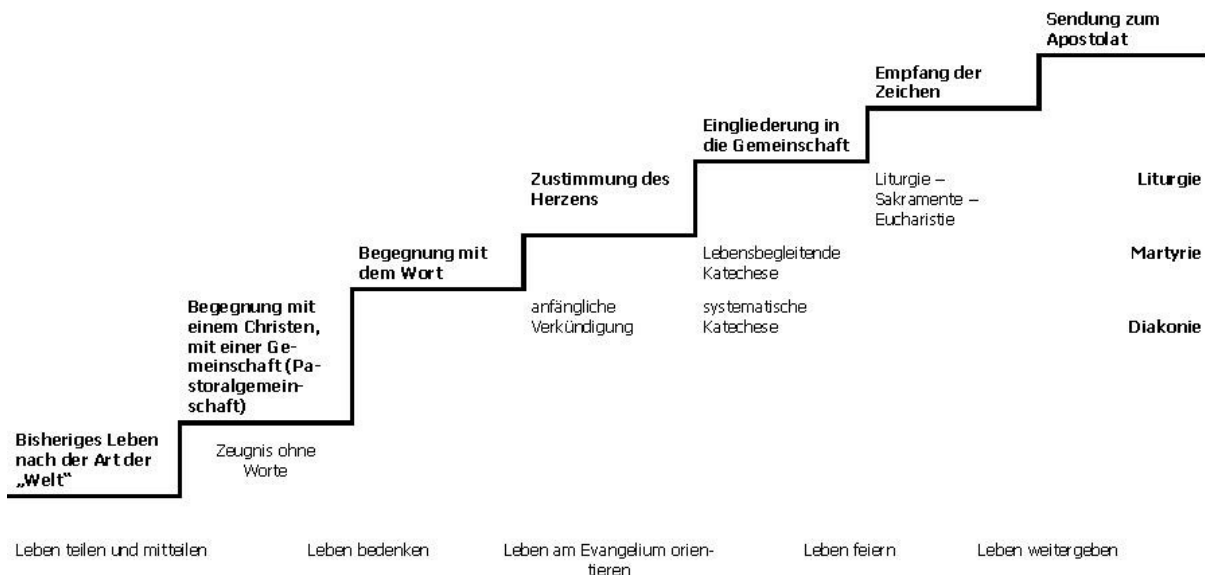 Sendung zum
Apostolat
Empfang der
Zeichen
Eingliederung in
die Gemeinschaft
Zustimmung des
Herzens
Liturgie –
Sakramente –
Eucharistie
Liturgie
Begegnung mit
dem Wort
Lebensbegleitende
Katechese
Martyrie
Begegnung mit
einem Christen,
mit einer Ge-
meinschaft (Pa-
storalgemein-
schaft)
anfängliche
Verkündigung
systematische
Katechese
Diakonie
Bisheriges Leben
nach der Art der
„Welt“
Zeugnis ohne
Worte
Leben teilen und mitteilen
Leben bedenken
Leben am Evangelium orien-
tieren
Leben feiern
Leben weitergeben